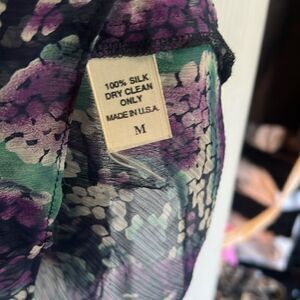 100% SILK
DRY CLEAN
ONLY
MADE IN U.S.A.
M